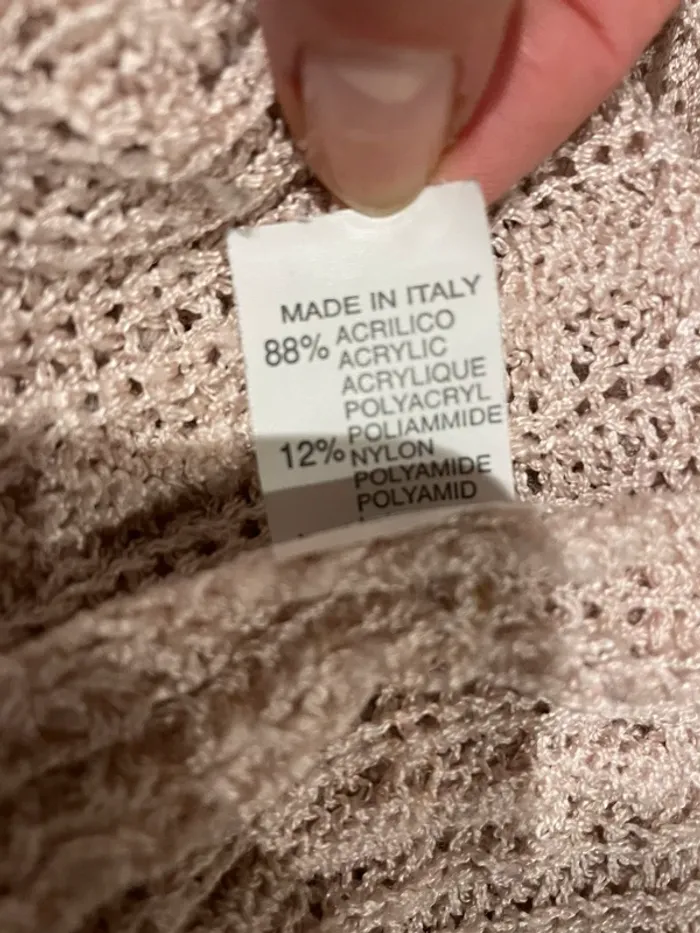 MADE IN ITALY
88% ACRILICO
ACRYLIC
ACRYLIQUE
POLYACRYL
12% POLIAMMIDE
NYLON
POLYAMIDE
POLYAMID